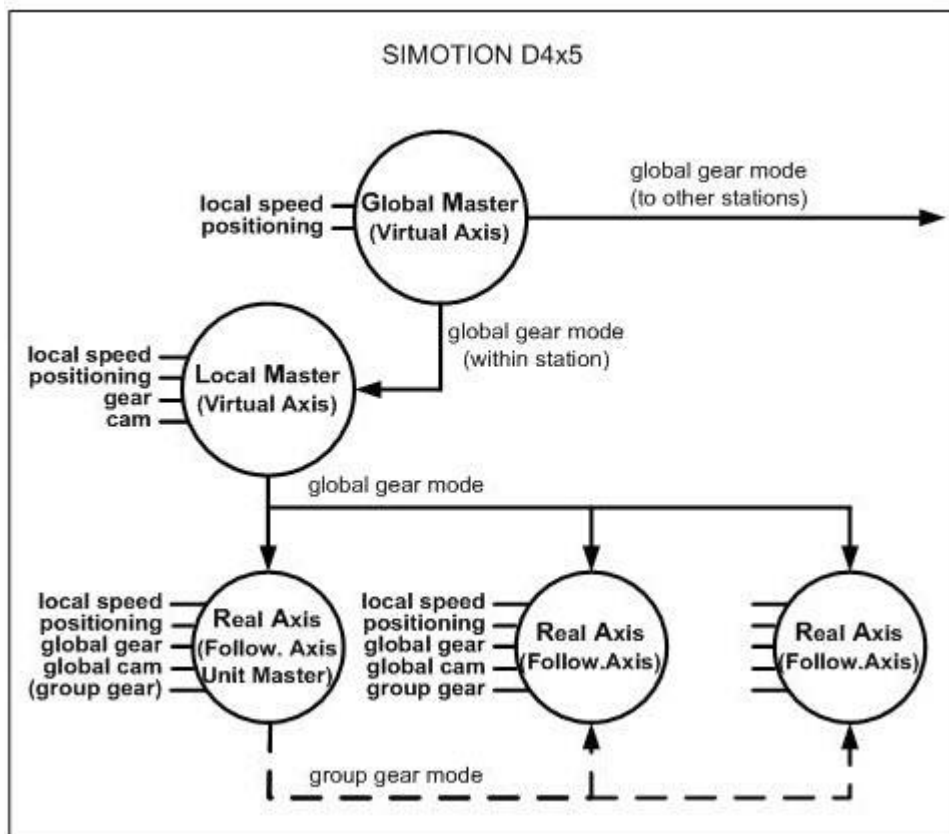 SIMOTION D4x5
global gear mode
(to other stations)
local speed
positioning
Global Master
(Virtual Axis)
global gear mode
(within station)
local speed
positioning
gear
cam
Local Master
(Virtual Axis)
global gear mode
local speed
positioning
global gear
global cam
(group gear)
Real Axis
(Follow. Axis
Unit Master)
local speed
positioning
global gear
global cam
group gear
Real Axis
(Follow.Axis)
Real Axis
(Follow.Axis)
group gear mode